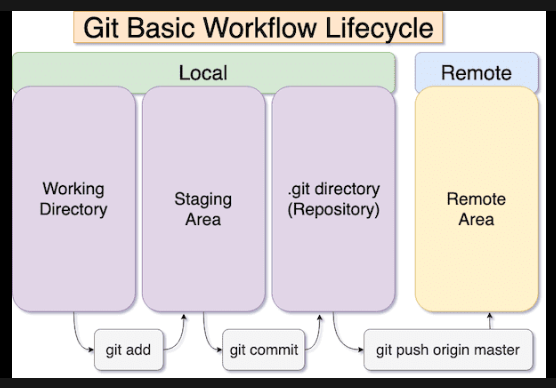 Git Basic Workflow Lifecycle
Local
Remote
Working
Directory
Staging
Area
.git directory
(Repository)
Remote
Area
git add
git commit
git push origin master